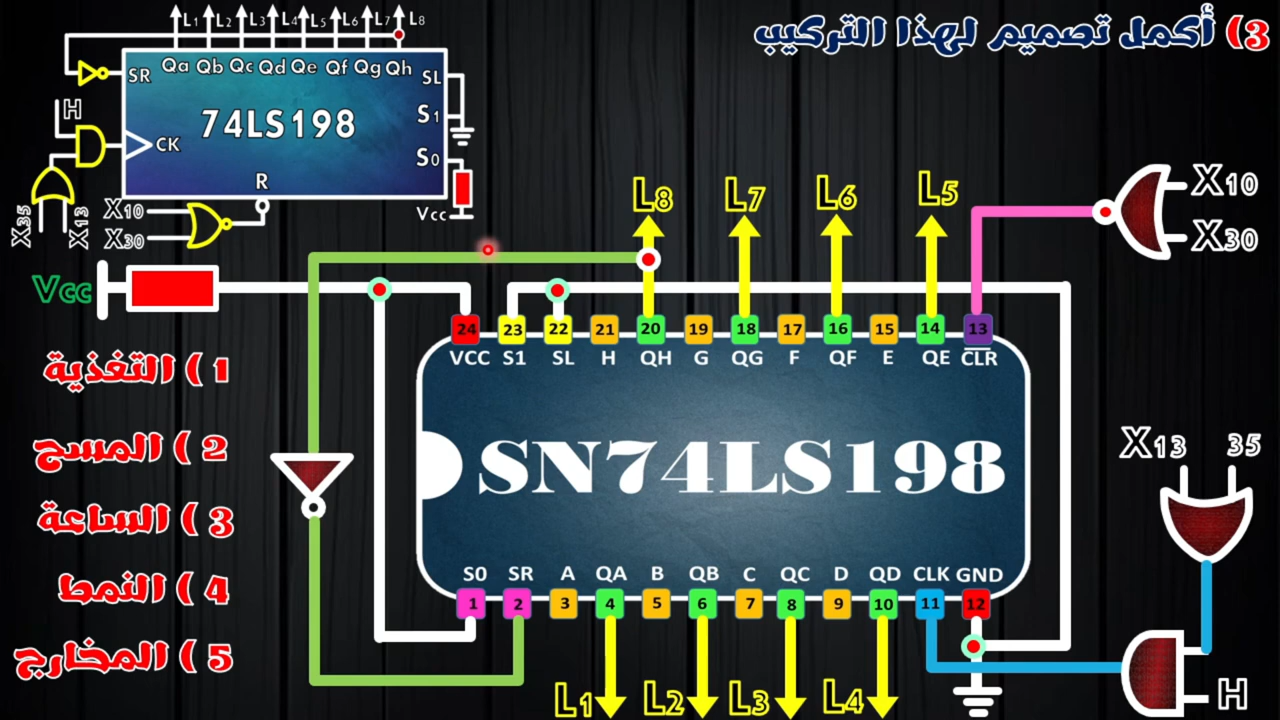 3) أكمل تصميم لهذا التركيب
L1 L2 L3 L4 L5 L6 L7 L8
SR Qa Qb Qc Qd Qe Qf Qg Qh SL
H
74LS198
S1
CK
S0
R
X35 X13
X10
X30
Vcc
L8 L7 L6 L5
X10
X30
Vcc
24 23 22 21 20 19 18 17 16 15 14 13
VCC S1 SL H QH G QG F QF E QE CLR
1 ) التغذية
2 ) المسح
3 ) الساعة
4 ) النمط
5 ) المخارج
SN74LS198
X13 35
S0 SR A QA B QB C QC D QD CLK GND
1 2 3 4 5 6 7 8 9 10 11 12
L1 L2 L3 L4
H